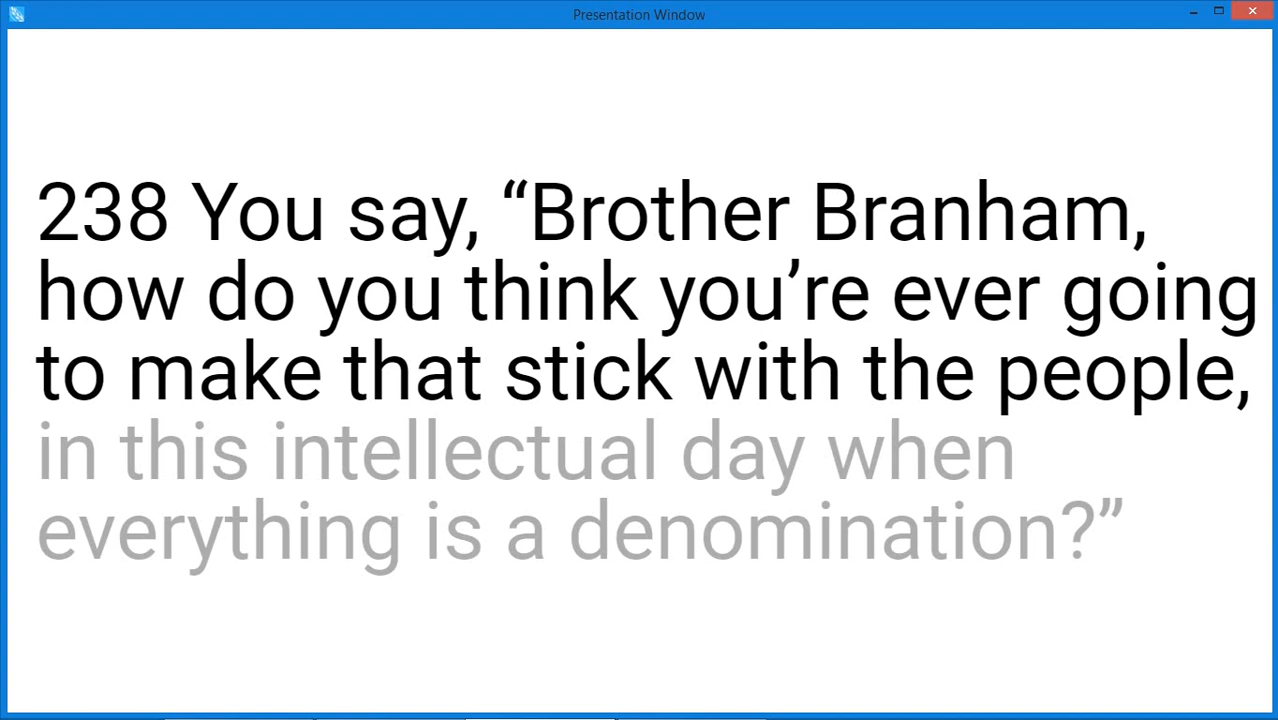 Presentation Window
238 You say, “Brother Branham,
how do you think you’re ever going
to make that stick with the people,
in this intellectual day when
everything is a denomination?”